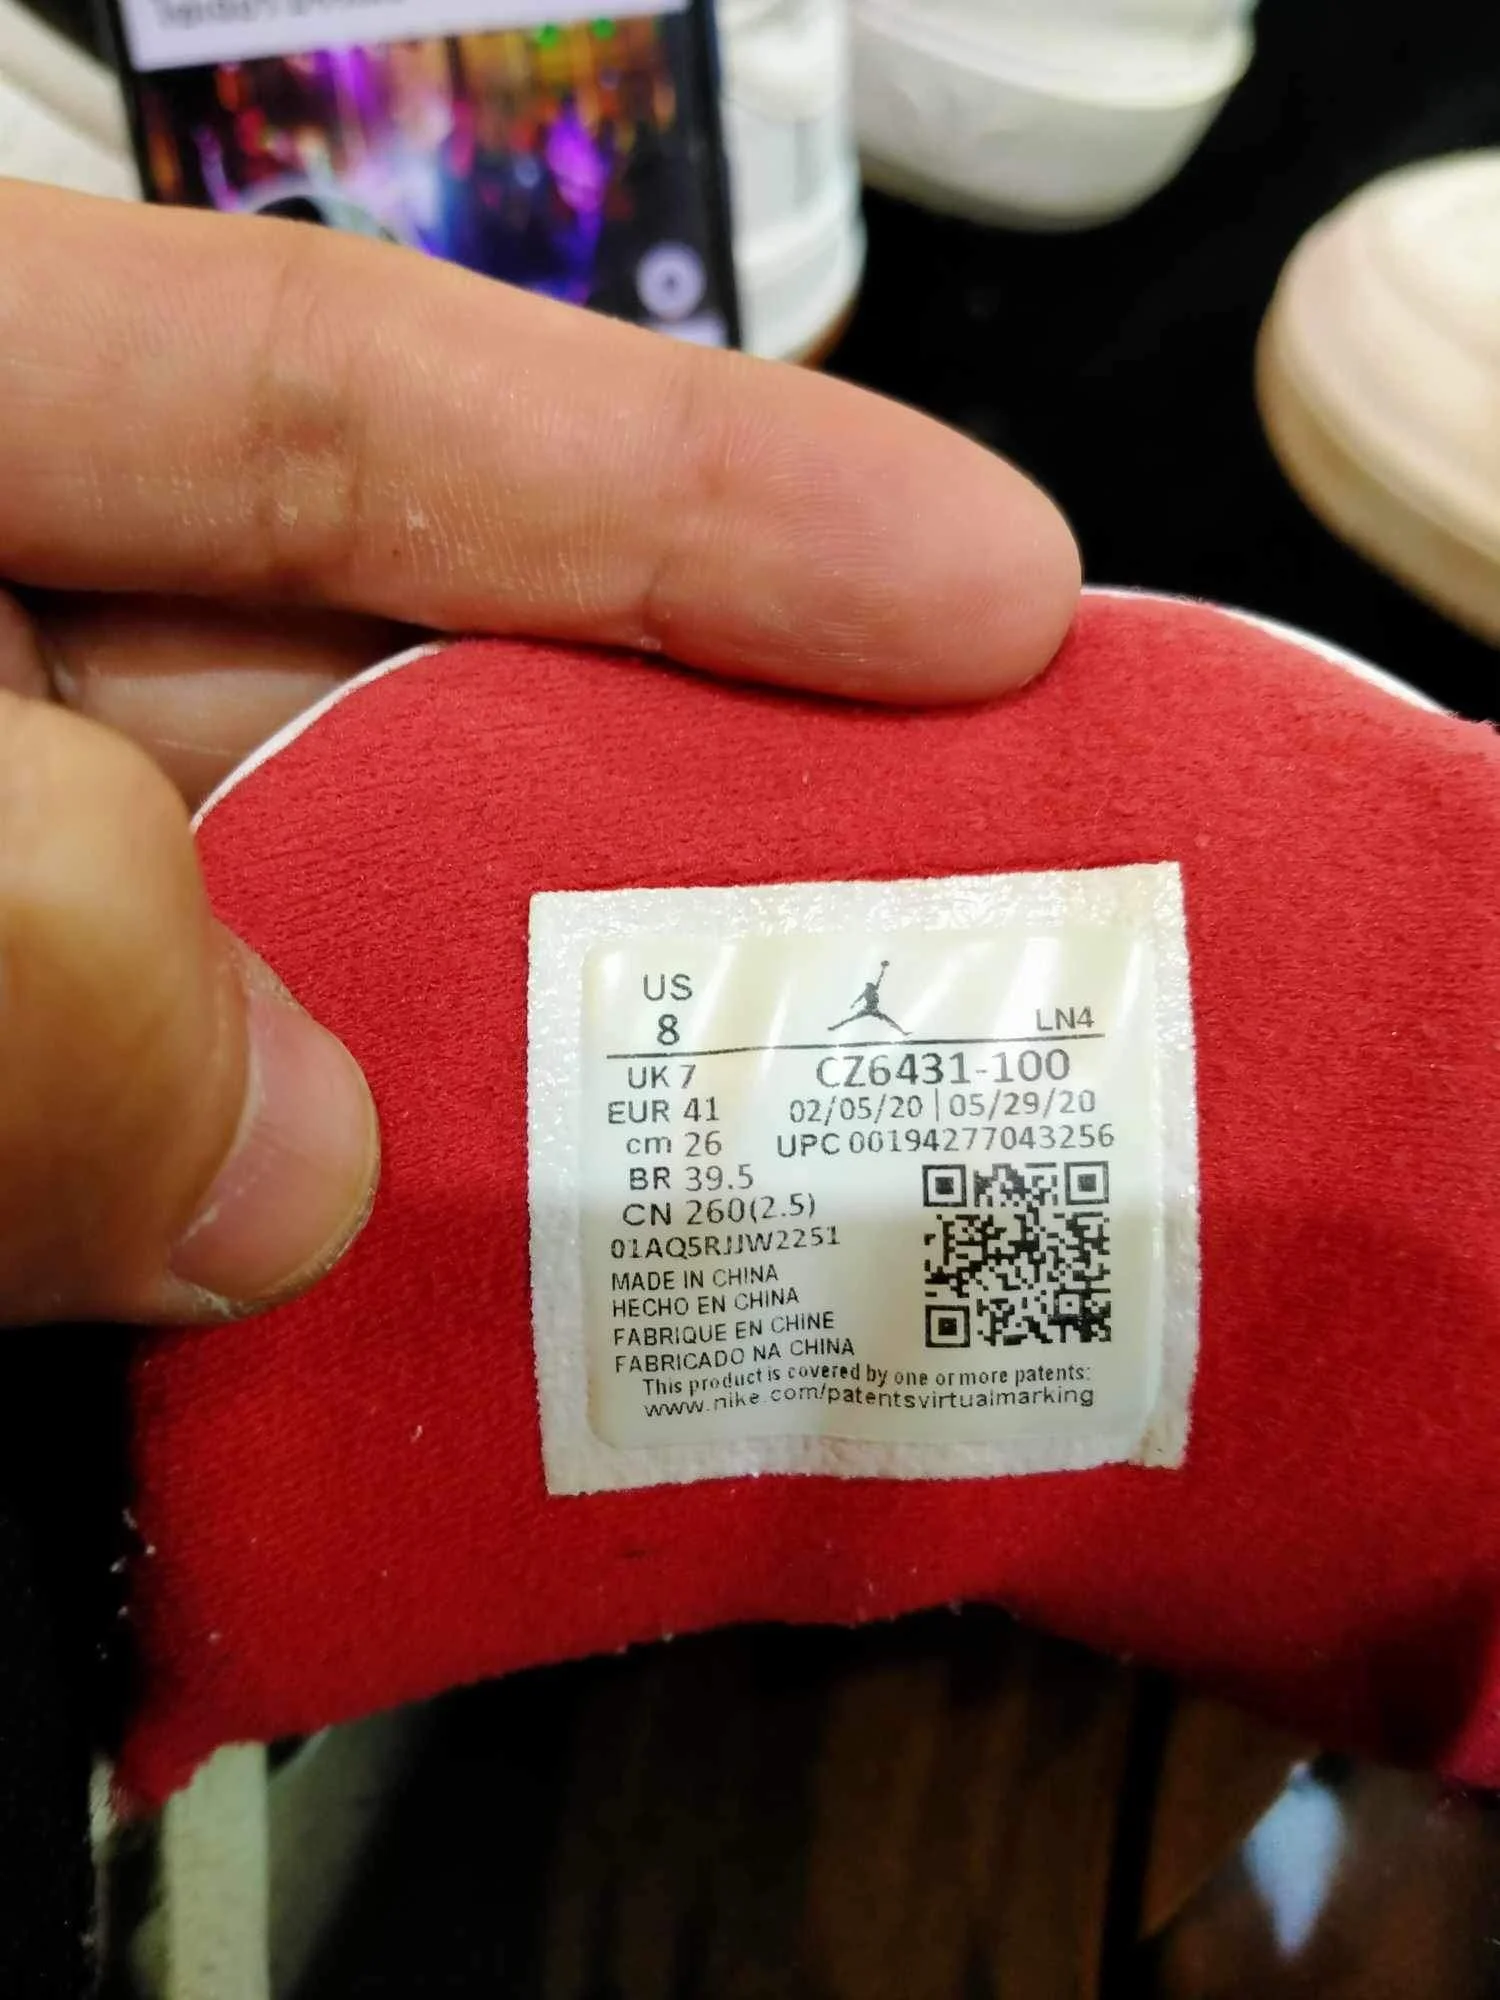 US
8
LN4
UK 7
CZ6431-100
EUR 41
02/05/20 | 05/29/20
cm 26
UPC 00194277043256
BR 39.5
CN 260(2.5)
01AQ5RJJW2251
MADE IN CHINA
HECHO EN CHINA
FABRIQUE EN CHINE
FABRICADO NA CHINA
This product is covered by one or more patents:
www.nike.com/patentsvirtualmarking